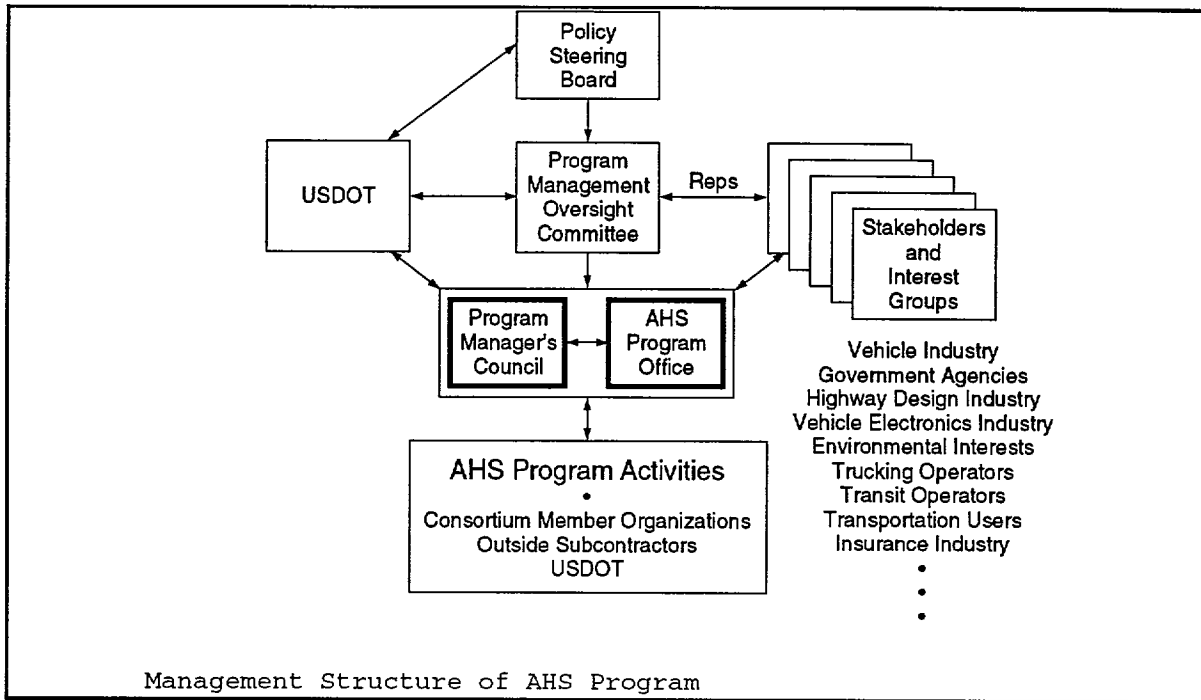 Policy
Steering
Board
USDOT
Program
Management
Oversight
Committee
Reps
Stakeholders
and
Interest
Groups
Program
Manager's
Council
AHS
Program
Office
Vehicle Industry
Government Agencies
Highway Design Industry
Vehicle Electronics Industry
Environmental Interests
Trucking Operators
Transit Operators
Transportation Users
Insurance Industry
•
•
•
AHS Program Activities
•
Consortium Member Organizations
Outside Subcontractors
USDOT
Management Structure of AHS Program